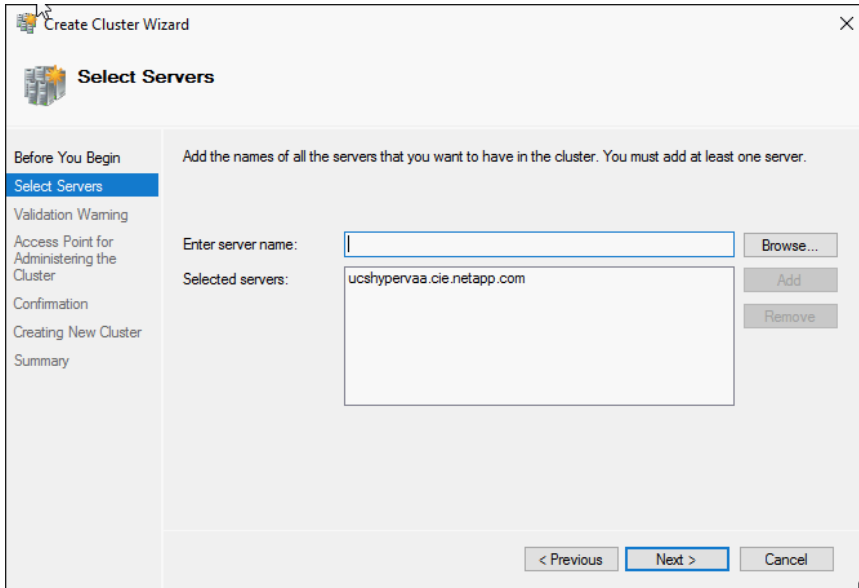 Create Cluster Wizard
Select Servers
Before You Begin
Select Servers
Validation Warning
Access Point for
Administering the
Cluster
Confirmation
Creating New Cluster
Summary
Add the names of all the servers that you want to have in the cluster. You must add at least one server.
Enter server name:
Browse...
Selected servers:
ucshypervaa.cie.netapp.com
Add
Remove
< Previous
Next >
Cancel